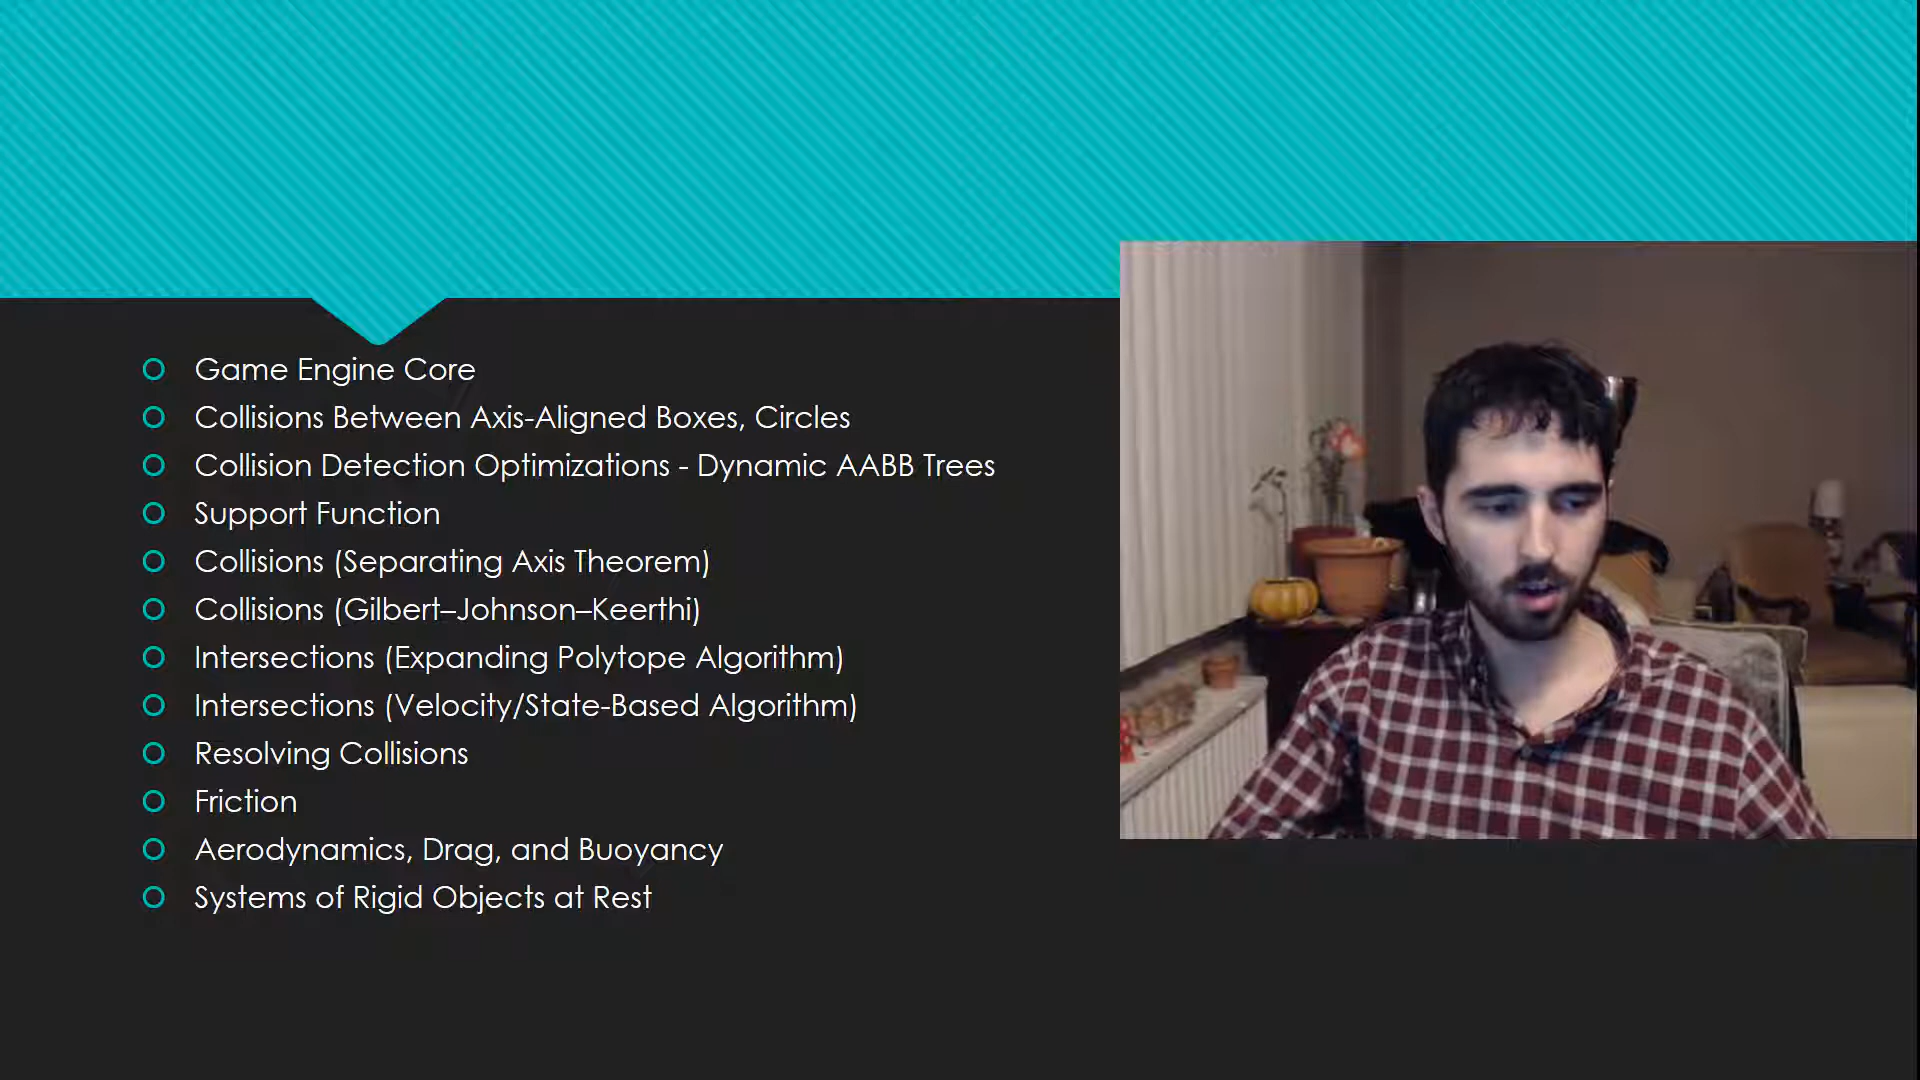 Game Engine Core
Collisions Between Axis-Aligned Boxes, Circles
Collision Detection Optimizations - Dynamic AABB Trees
Support Function
Collisions (Separating Axis Theorem)
Collisions (Gilbert–Johnson–Keerthi)
Intersections (Expanding Polytope Algorithm)
Intersections (Velocity/State-Based Algorithm)
Resolving Collisions
Friction
Aerodynamics, Drag, and Buoyancy
Systems of Rigid Objects at Rest